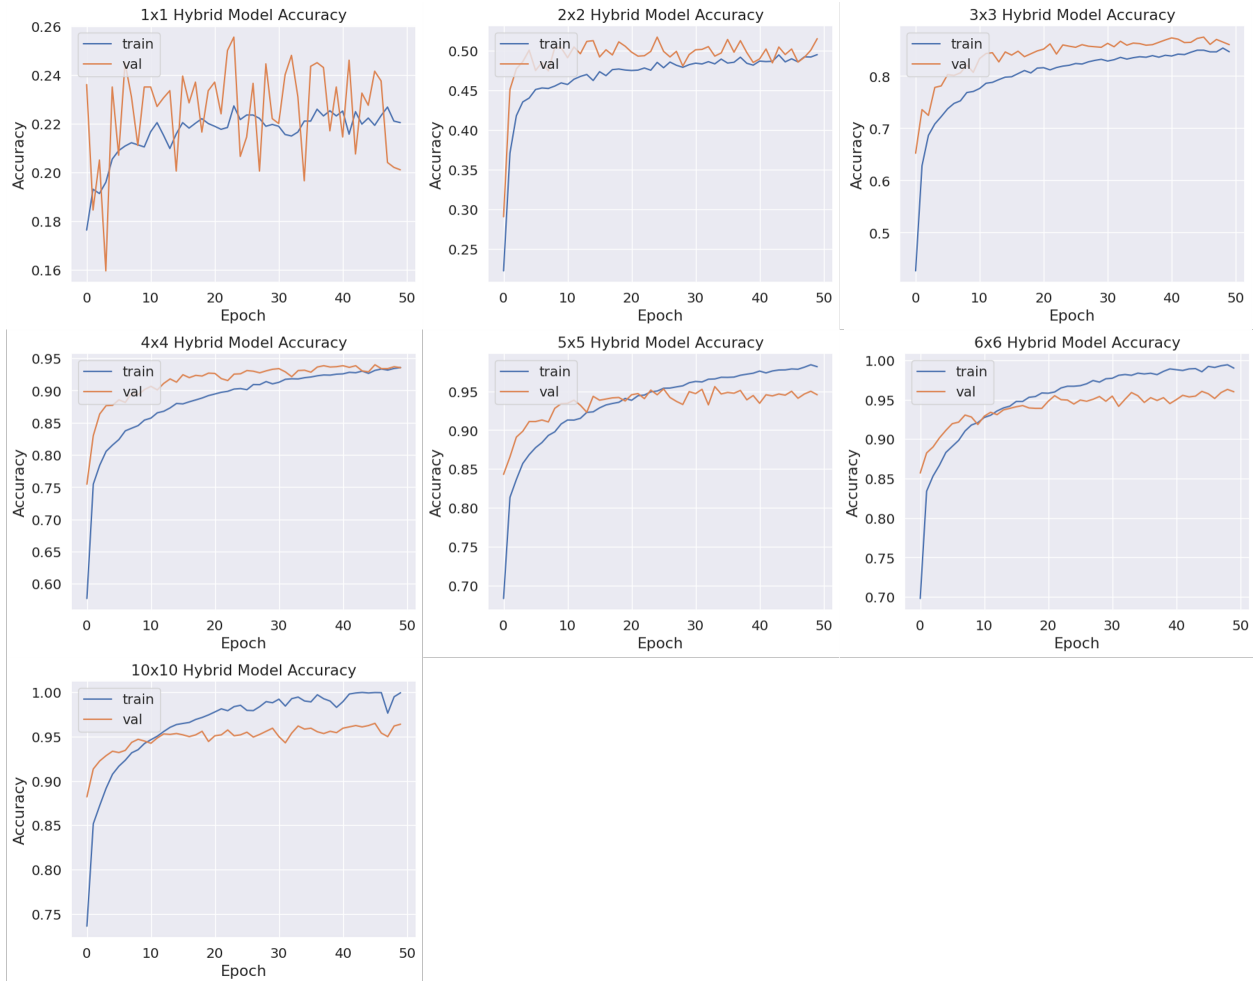 1x1 Hybrid Model Accuracy
0.26
0.24
0.22
0.20
0.18
0.16
Accuracy
train
val
0 10 20 30 40 50
Epoch
2x2 Hybrid Model Accuracy
0.50
0.45
0.40
0.35
0.30
0.25
Accuracy
train
val
0 10 20 30 40 50
Epoch
3x3 Hybrid Model Accuracy
0.8
0.7
0.6
0.5
Accuracy
train
val
0 10 20 30 40 50
Epoch
4x4 Hybrid Model Accuracy
0.95
0.90
0.85
0.80
0.75
0.70
0.65
0.60
Accuracy
train
val
0 10 20 30 40 50
Epoch
5x5 Hybrid Model Accuracy
0.95
0.90
0.85
0.80
0.75
0.70
Accuracy
train
val
0 10 20 30 40 50
Epoch
6x6 Hybrid Model Accuracy
1.00
0.95
0.90
0.85
0.80
0.75
0.70
Accuracy
train
val
0 10 20 30 40 50
Epoch
10x10 Hybrid Model Accuracy
1.00
0.95
0.90
0.85
0.80
0.75
Accuracy
train
val
0 10 20 30 40 50
Epoch